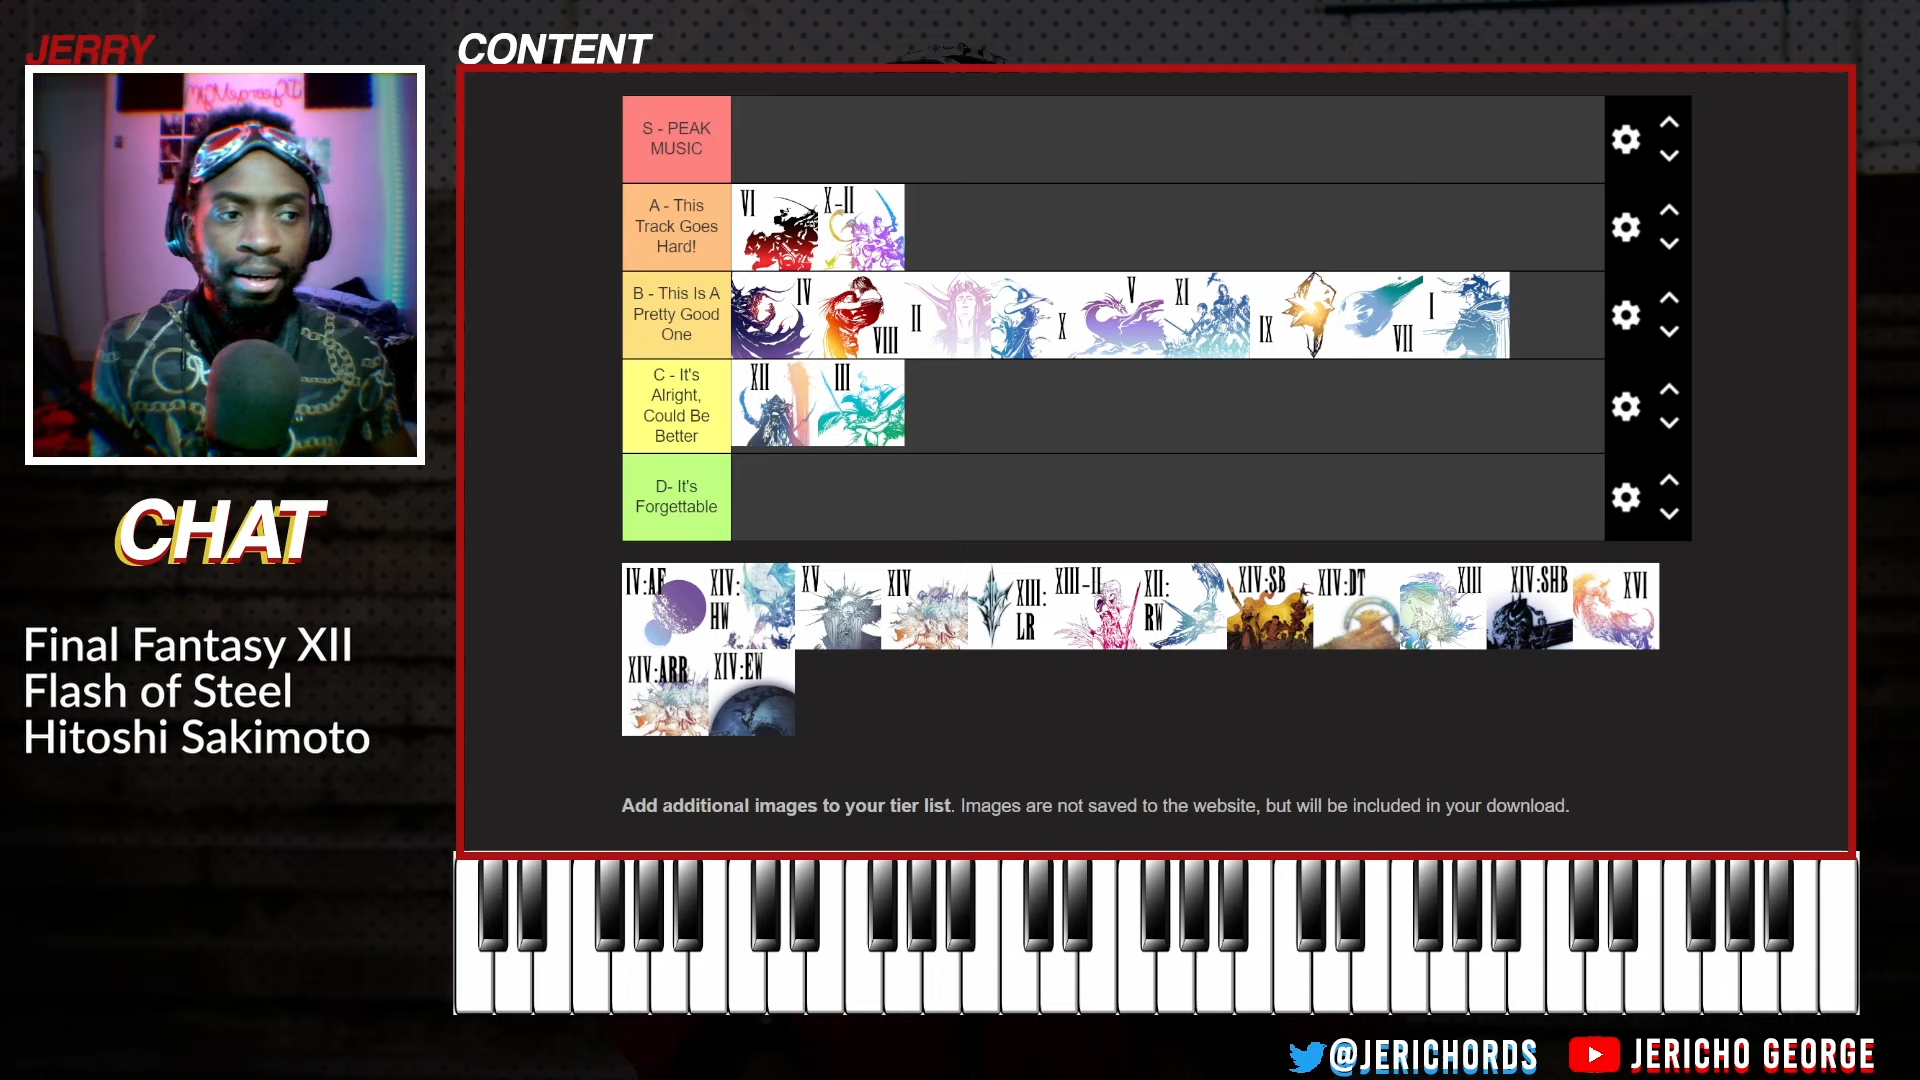 JERRY
CONTENT
S - PEAK
MUSIC
A - This
Track Goes
Hard!
VI
X-II
B - This Is A
Pretty Good
One
IV
VIII
II
X
V
XI
IX
VII
I
C - It's
Alright,
Could Be
Better
XII
III
D- It's
Forgettable
IV:AF
XIV:
HW
XV
XIV
XIII:
LR
XIII-II
XII:
RW
XIV:SB
XIV:DT
XIII
XIV:SHB
XVI
XIV:ARR
XIV:EW
Add additional images to your tier list. Images are not saved to the website, but will be included in your download.
CHAT
Final Fantasy XII
Flash of Steel
Hitoshi Sakimoto
@JERICHORDS
JERICHO GEORGE